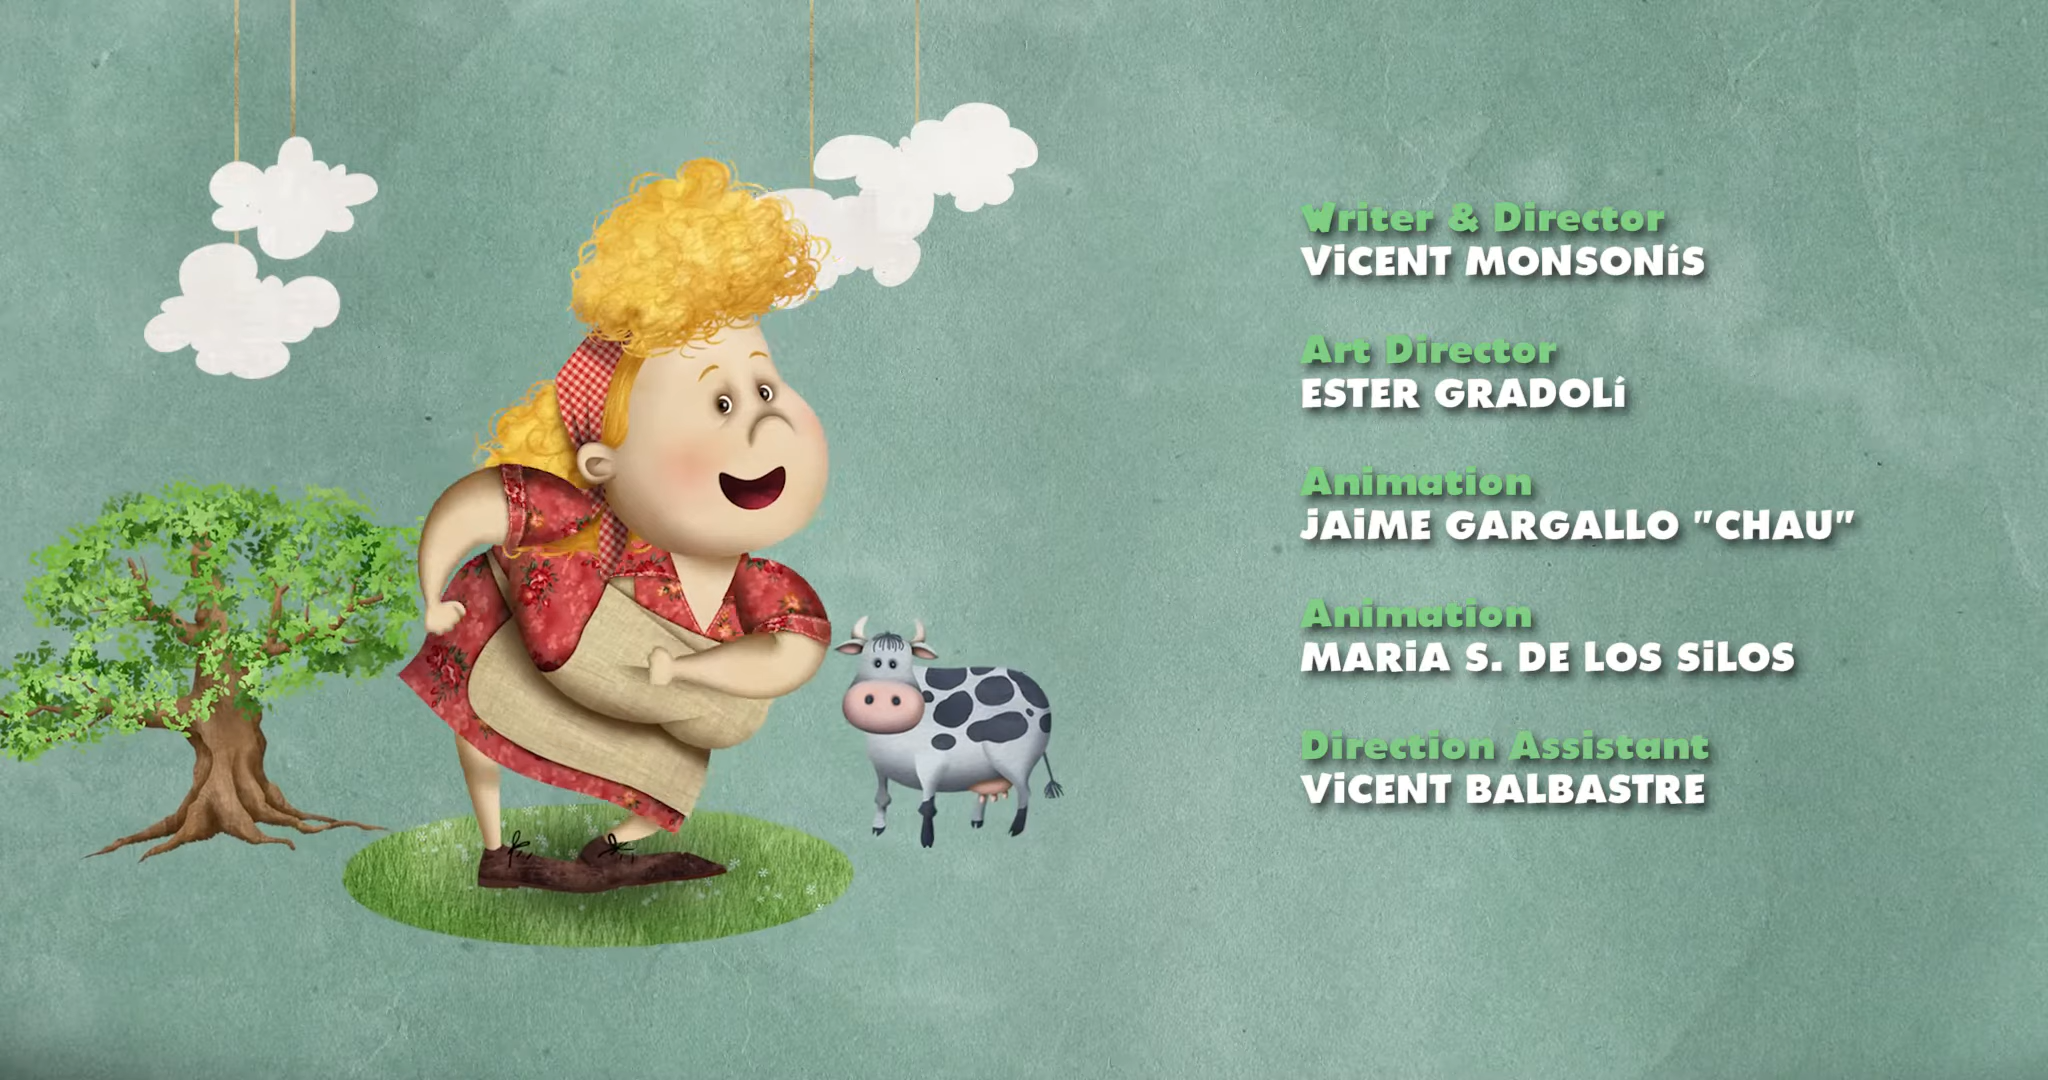 Writer & Director
ViCENT MONSONíS
Art Director
ESTER GRADOLí
Animation
jAiME GARGALLO "CHAU"
Animation
MARiA S. DE LOS SiLOS
Direction Assistant
ViCENT BALBASTRE